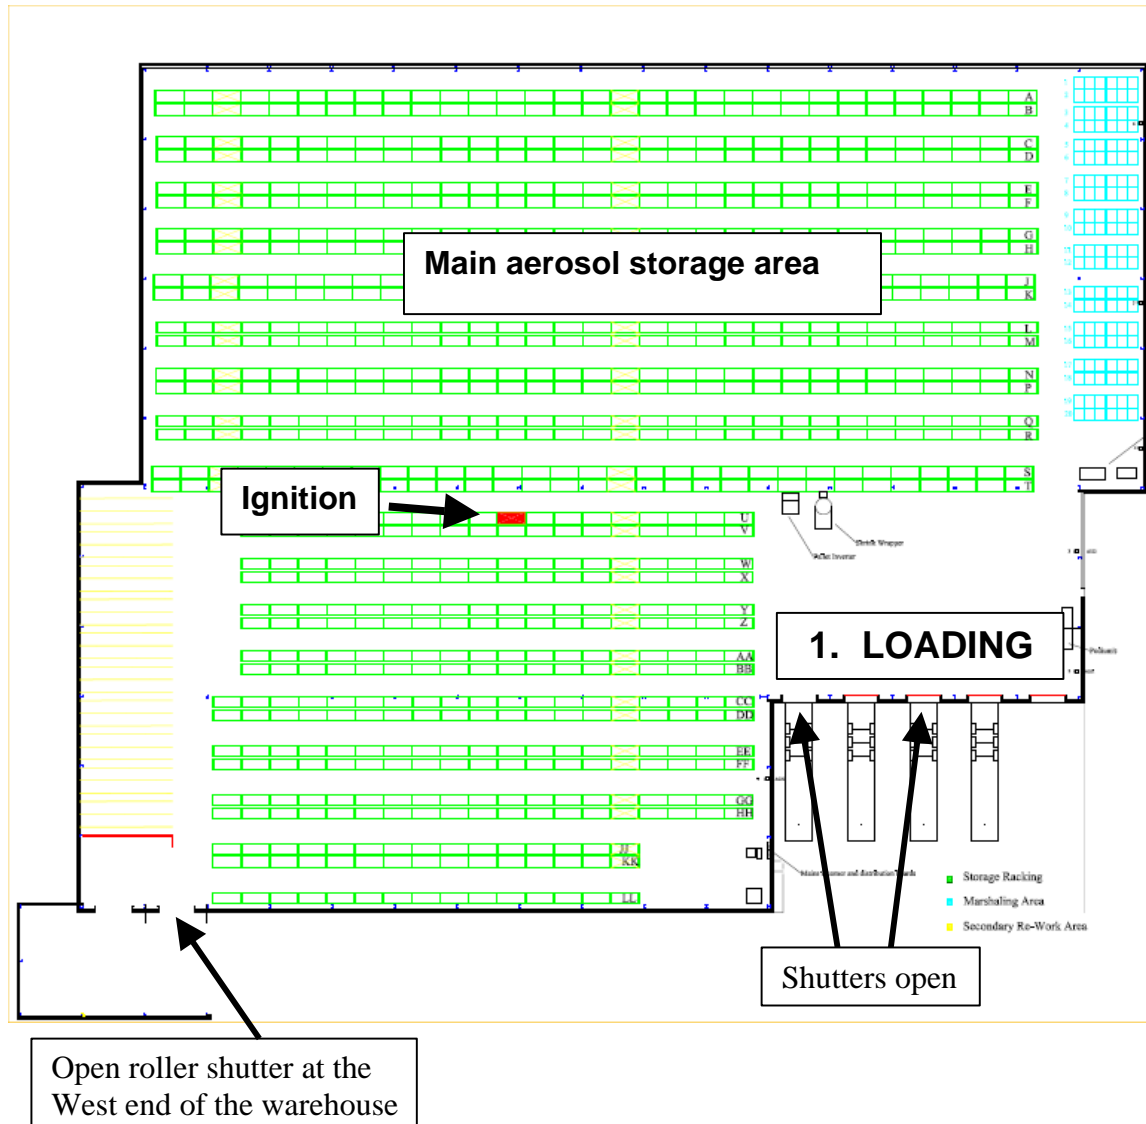 A
B
C
D
E
F
G
H
Main aerosol storage area
J
K
L
M
N
P
Q
R
S
T
Ignition
U
V
Shrink Wrapper
Pallet Inverter
W
X
Y
Z
1. LOADING
AA
BB
CC
DD
EE
FF
GG
HH
JJ
KK
LL
Storage Racking
Marshaling Area
Secondary Re-Work Area
Shutters open
Open roller shutter at the
West end of the warehouse